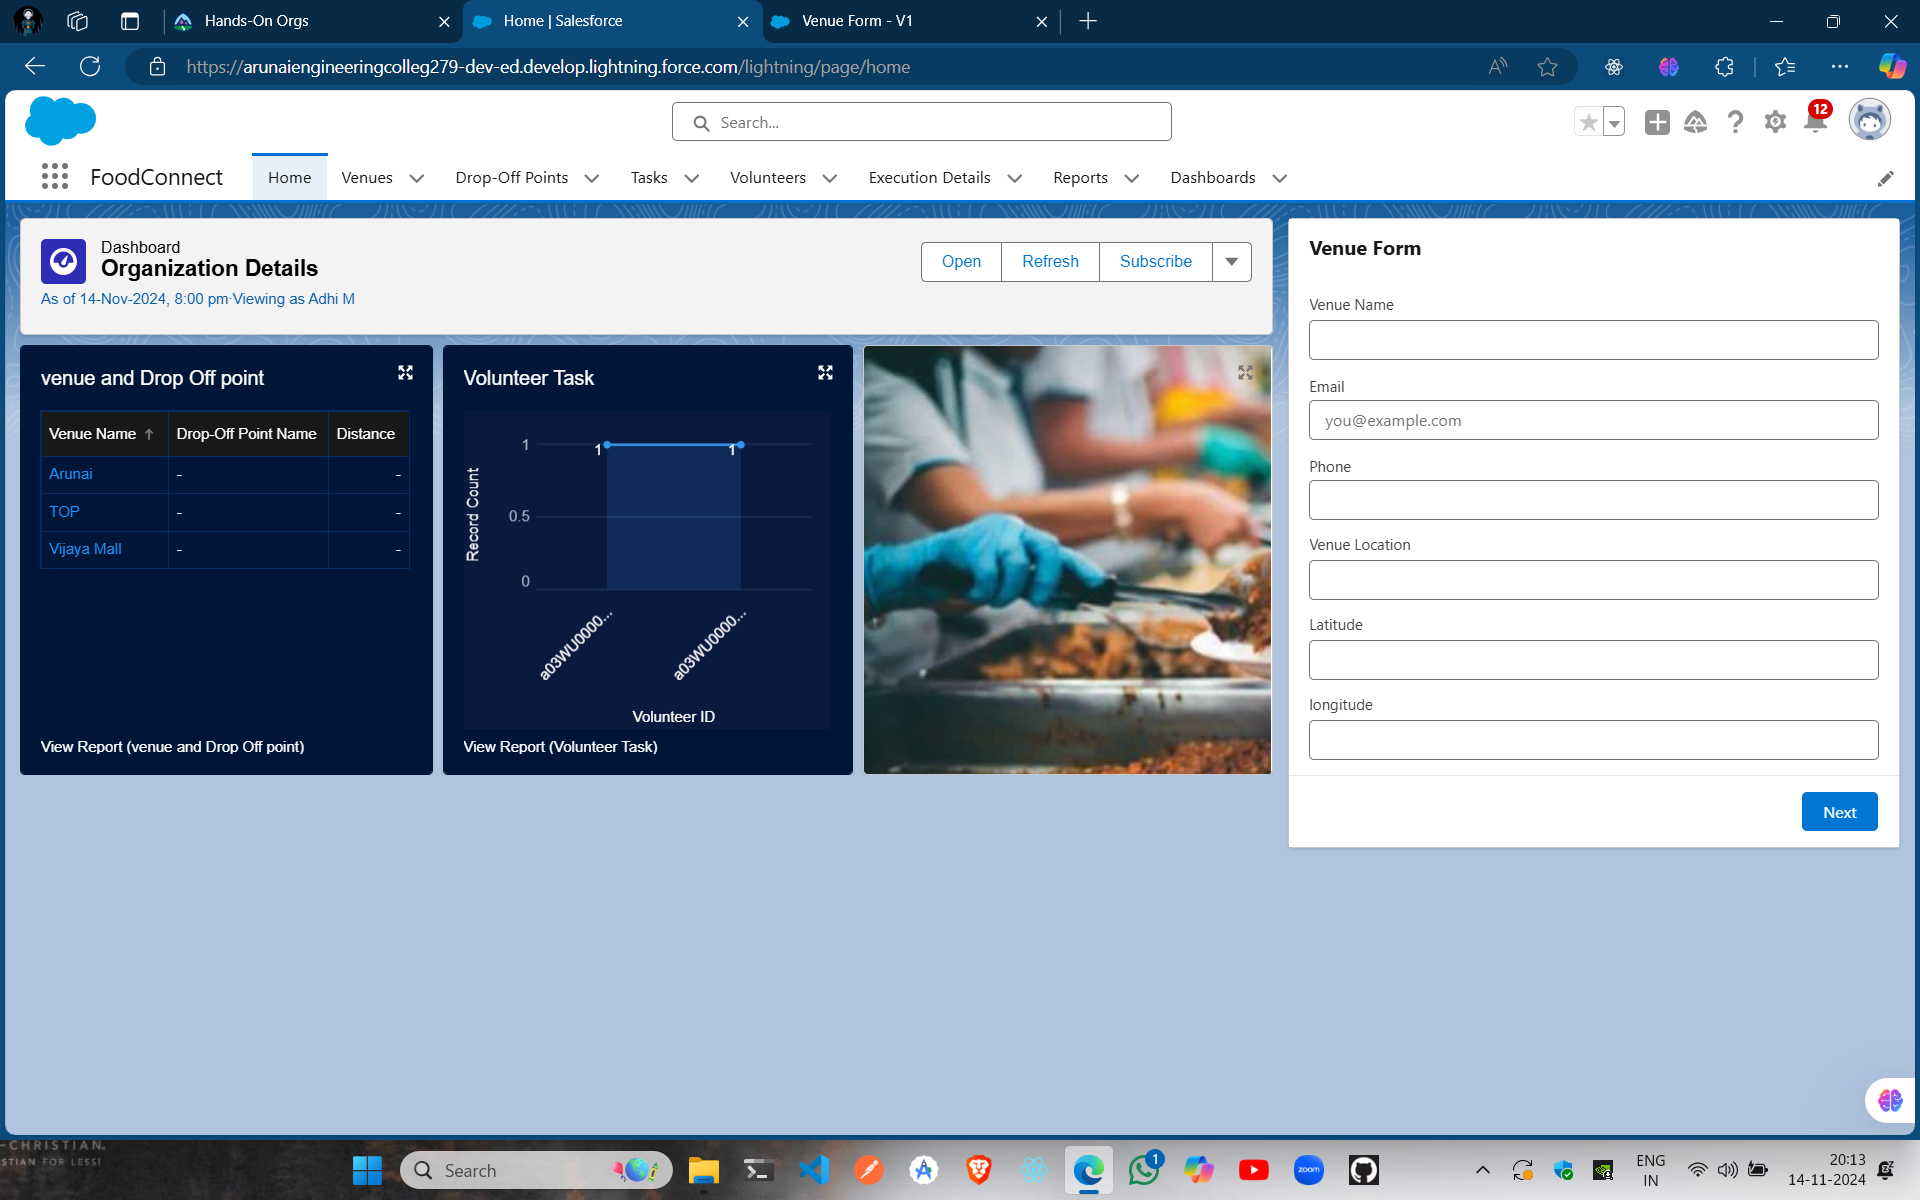 Hands-On Orgs
Home | Salesforce
Venue Form - V1
https://arunaiengineeringcolleg279-dev-ed.develop.lightning.force.com/lightning/page/home
Search...
12
FoodConnect
Home
Venues
Drop-Off Points
Tasks
Volunteers
Execution Details
Reports
Dashboards
Dashboard
Organization Details
As of 14-Nov-2024, 8:00 pm·Viewing as Adhi M
Open
Refresh
Subscribe
venue and Drop Off point
Venue Name
Drop-Off Point Name
Distance
Arunai - -
TOP - -
Vijaya Mall - -
View Report (venue and Drop Off point)
Volunteer Task
Record Count
1
0.5
0
1
1
a03WU0000...
a03WU0000...
Volunteer ID
View Report (Volunteer Task)
Venue Form
Venue Name
Email
you@example.com
Phone
Venue Location
Latitude
longitude
Next
-CHRISTIAN
STIAN FOR LESS!
Search
1
zoom
ENG
IN
20:13
14-11-2024